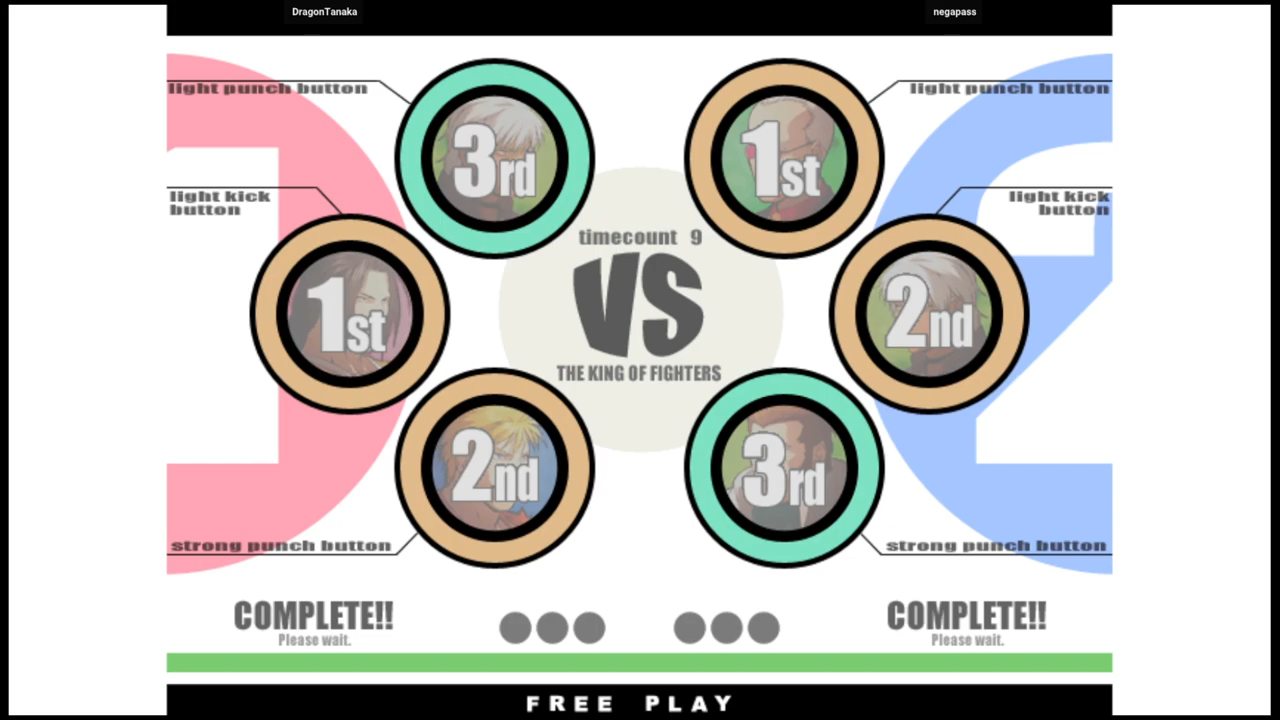 DragonTanaka
negapass
light punch button
light punch button
3rd
1st
light kick
button
light kick
button
timecount 9
VS
THE KING OF FIGHTERS
1st
2nd
2nd
3rd
strong punch button
strong punch button
COMPLETE!!
Please wait.
COMPLETE!!
Please wait.
FREE PLAY
1
2